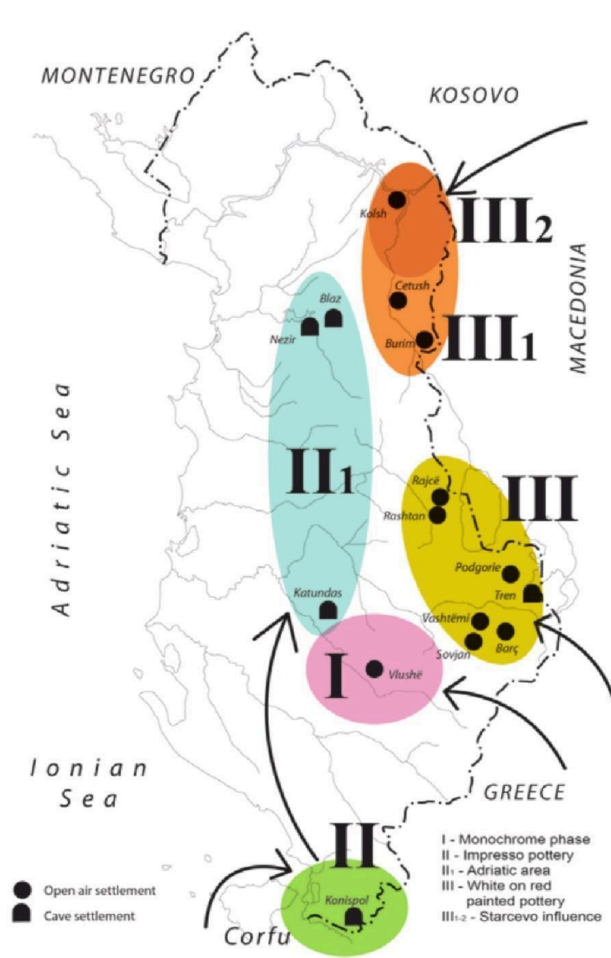 MONTENEGRO
KOSOVO
Kolsh
III2
MACEDONIA
Cetush
Blaz
Nezir
Burim
III1
Adriatic Sea
II1
Rajcë
Rashtan
III
Podgorie
Tren
Katundas
Vashtëmi
Sovjan
Barç
I
Vlushë
Ionian
Sea
GREECE
II
Konispol
Corfu
Open air settlement
Cave settlement
I - Monochrome phase
II - Impresso pottery
II1 - Adriatic area
III - White on red
painted pottery
III1-2 - Starcevo influence